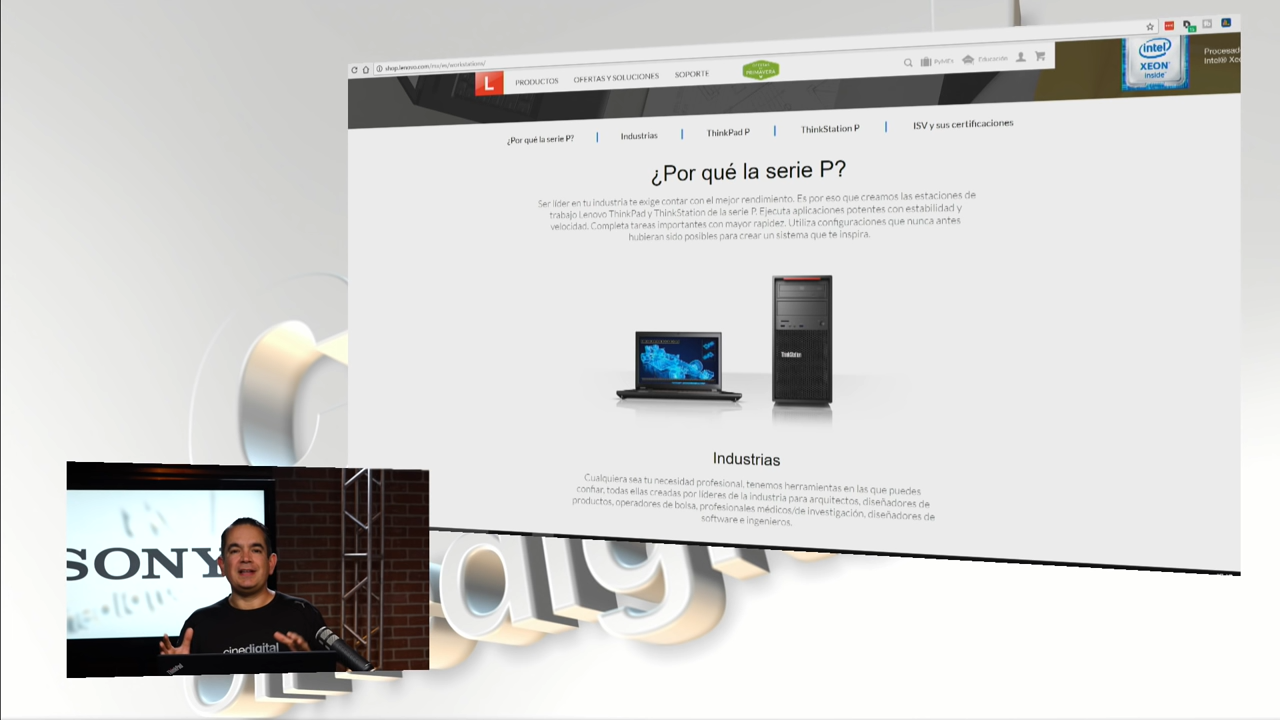 shop.lenovo.com/mx/es/workstations/
L
PRODUCTOS
OFERTAS Y SOLUCIONES
SOPORTE
PRIMAVERA
PyMEs
Educación
intel
XEON
inside
Procesad
Intel® Xeo
¿Por qué la serie P?
Industrias
ThinkPad P
ThinkStation P
ISV y sus certificaciones
¿Por qué la serie P?
Ser líder en tu industria te exige contar con el mejor rendimiento. Es por eso que creamos las estaciones de
trabajo Lenovo ThinkPad y ThinkStation de la serie P. Ejecuta aplicaciones potentes con estabilidad y
velocidad. Completa tareas importantes con mayor rapidez. Utiliza configuraciones que nunca antes
hubieran sido posibles para crear un sistema que te inspira.
ThinkStation
Industrias
Cualquiera sea tu necesidad profesional, tenemos herramientas en las que puedes
confiar, todas ellas creadas por líderes de la industria para arquitectos, diseñadores de
productos, operadores de bolsa, profesionales médicos/de investigación, diseñadores de
software e ingenieros.
SONY
cinedigital
ThinkPad